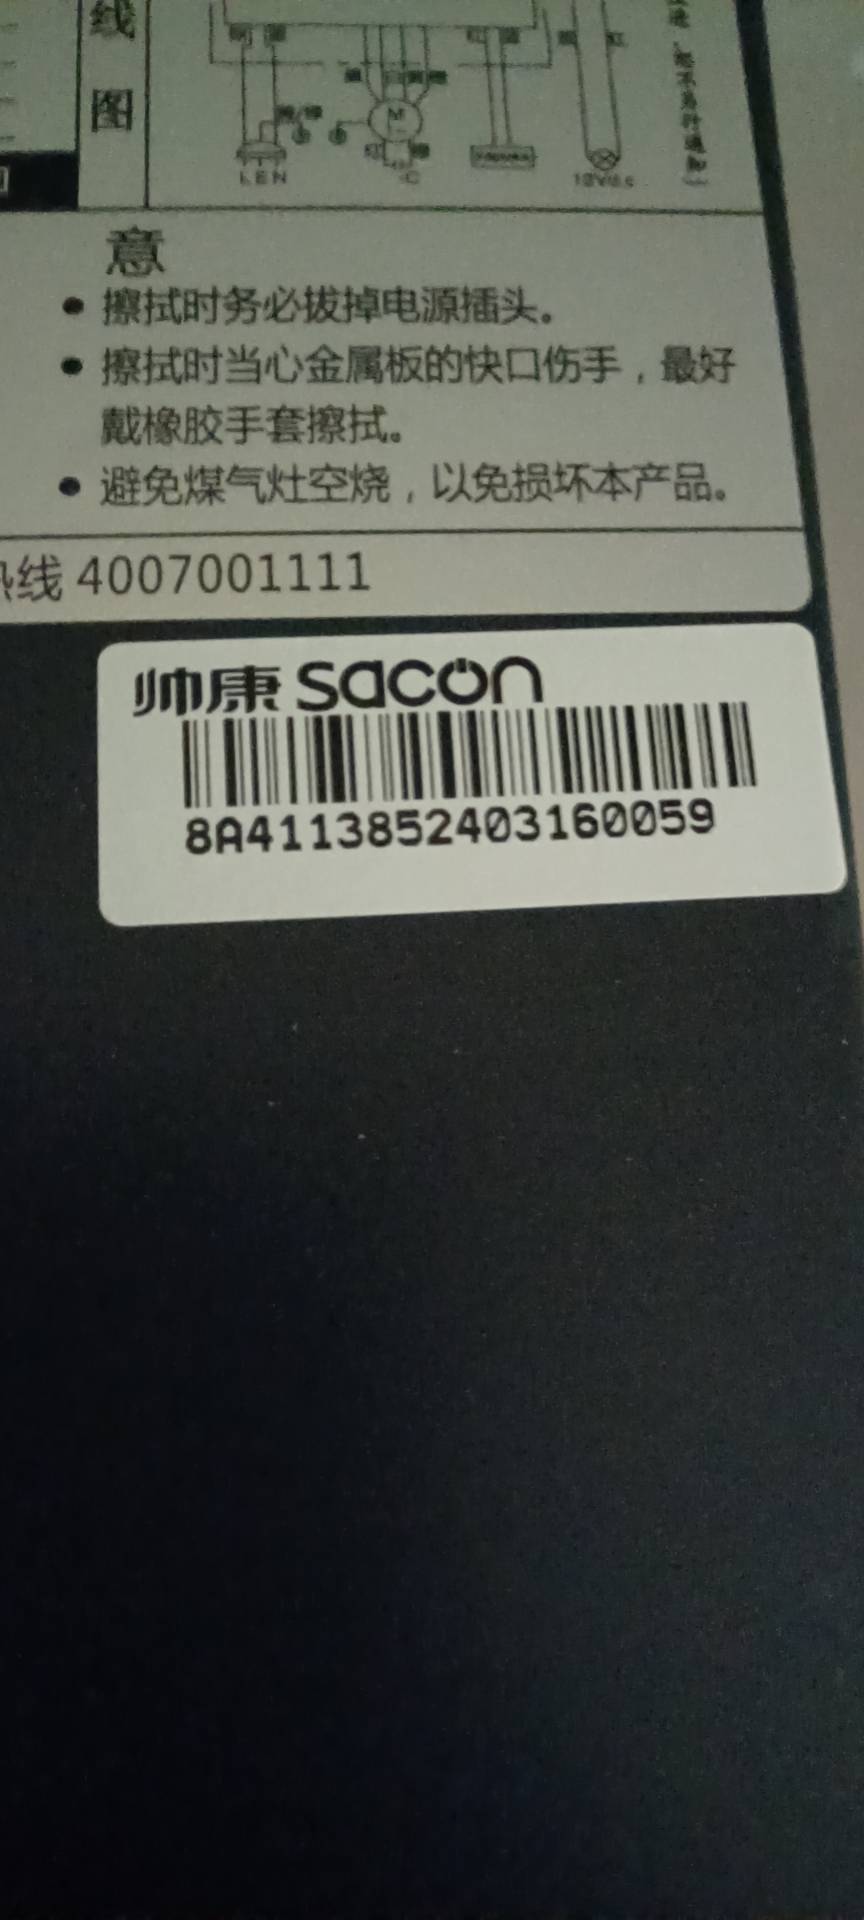 线
图
M
L E N
C
意
擦拭时务必拔掉电源插头。
擦拭时当心金属板的快口伤手，最好
戴橡胶手套擦拭。
避免煤气灶空烧，以免损坏本产品。
热线 4007001111
帅康 sacon
8A4113852403160059